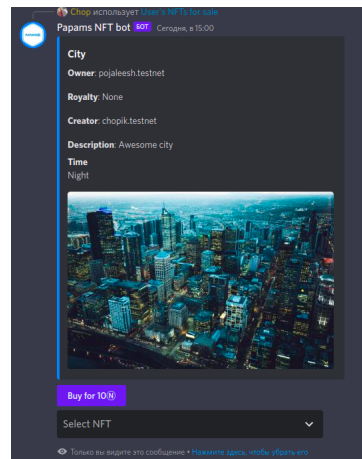 Chop использует User's NFTs for sale
Papams NFT bot БОТ Сегодня, в 15:00
City
Owner: pojaleesh.testnet
Royalty: None
Creator: chopik.testnet
Description: Awesome city
Time
Night
Buy for 10Ⓝ
Select NFT
Только вы видите это сообщение • Нажмите здесь, чтобы убрать его